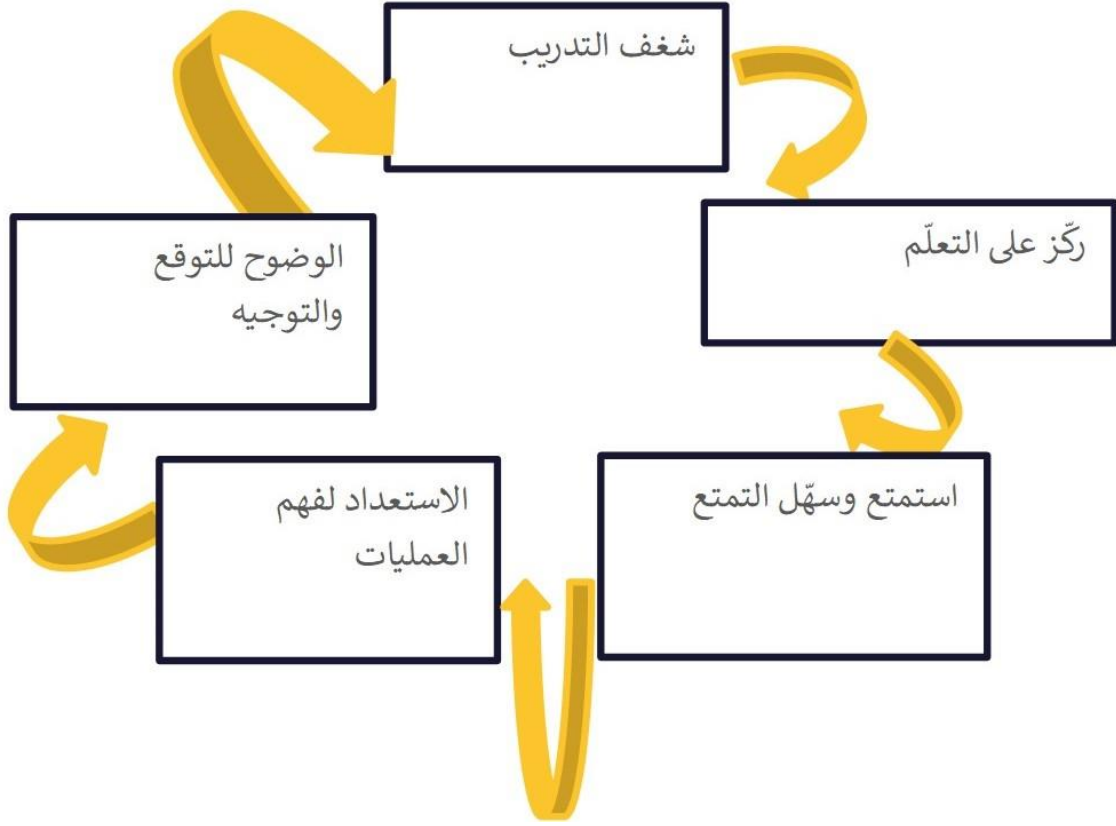 شغف التدريب
ركّز على التعلّم
استمتع وسهّل التمتع
الاستعداد لفهم
العمليات
الوضوح للتوقع
والتوجيه